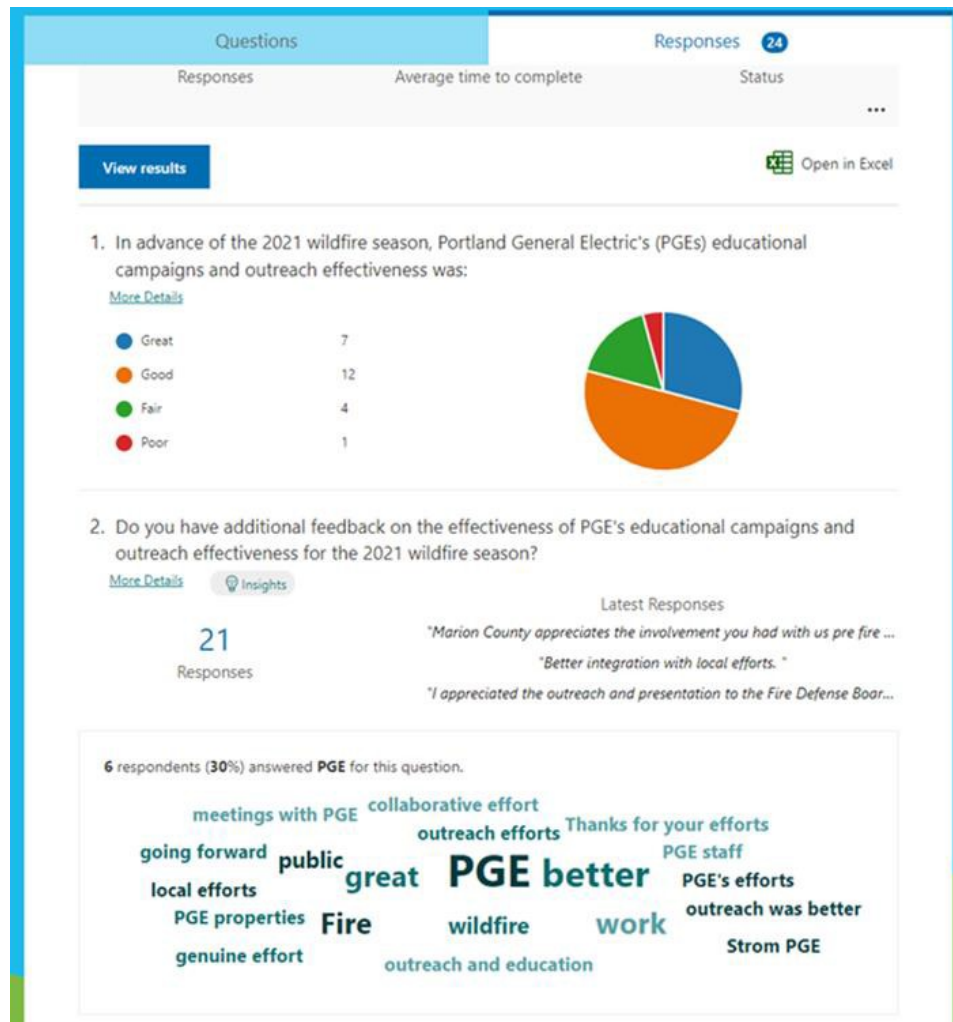 Questions
Responses 24
Responses Average time to complete Status
...
View results
Open in Excel
1. In advance of the 2021 wildfire season, Portland General Electric's (PGEs) educational
campaigns and outreach effectiveness was:
More Details
Great 7
Good 12
Fair 4
Poor 1
2. Do you have additional feedback on the effectiveness of PGE's educational campaigns and
outreach effectiveness for the 2021 wildfire season?
More Details
Insights
21
Responses
Latest Responses
"Marion County appreciates the involvement you had with us pre fire ...
"Better integration with local efforts. "
"I appreciated the outreach and presentation to the Fire Defense Boar...
6 respondents (30%) answered PGE for this question.
meetings with PGE
collaborative effort
outreach efforts
Thanks for your efforts
going forward
public
great
PGE
better
PGE staff
PGE's efforts
local efforts
PGE properties
Fire
wildfire
work
outreach was better
genuine effort
outreach and education
Strom PGE